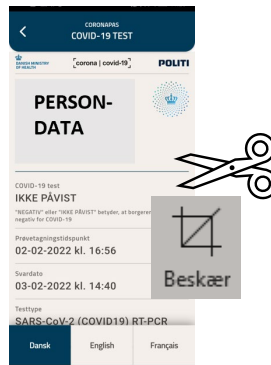 CORONAPAS
COVID-19 TEST
DANISH MINISTRY
OF HEALTH
[corona | covid-19]
POLITI
PERSON-
DATA
COVID-19 test
IKKE PÅVIST
"NEGATIV" eller "IKKE PÅVIST" betyder, at borgeren
negativ for COVID-19
Prøvetagningstidspunkt
02-02-2022 kl. 16:56
Svardato
03-02-2022 kl. 14:40
Beskær
Testtype
SARS-CoV-2 (COVID19) RT-PCR
Dansk
English
Français